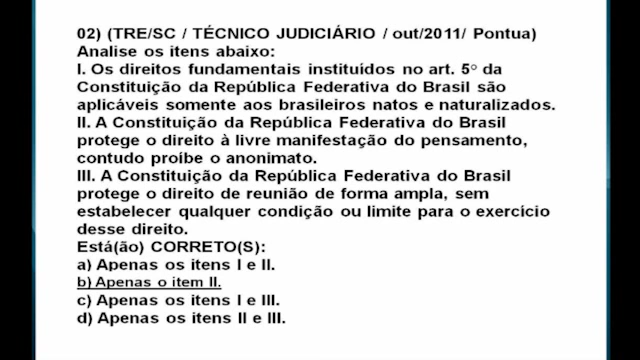 02) (TRE/SC / TÉCNICO JUDICIÁRIO / out/2011/ Pontua)
Analise os itens abaixo:
I. Os direitos fundamentais instituídos no art. 5° da
Constituição da República Federativa do Brasil são
aplicáveis somente aos brasileiros natos e naturalizados.
II. A Constituição da República Federativa do Brasil
protege o direito à livre manifestação do pensamento,
contudo proíbe o anonimato.
III. A Constituição da República Federativa do Brasil
protege o direito de reunião de forma ampla, sem
estabelecer qualquer condição ou limite para o exercício
desse direito.
Está(ão) CORRETO(S):
a) Apenas os itens I e II.
b) Apenas o item II.
c) Apenas os itens I e III.
d) Apenas os itens II e III.